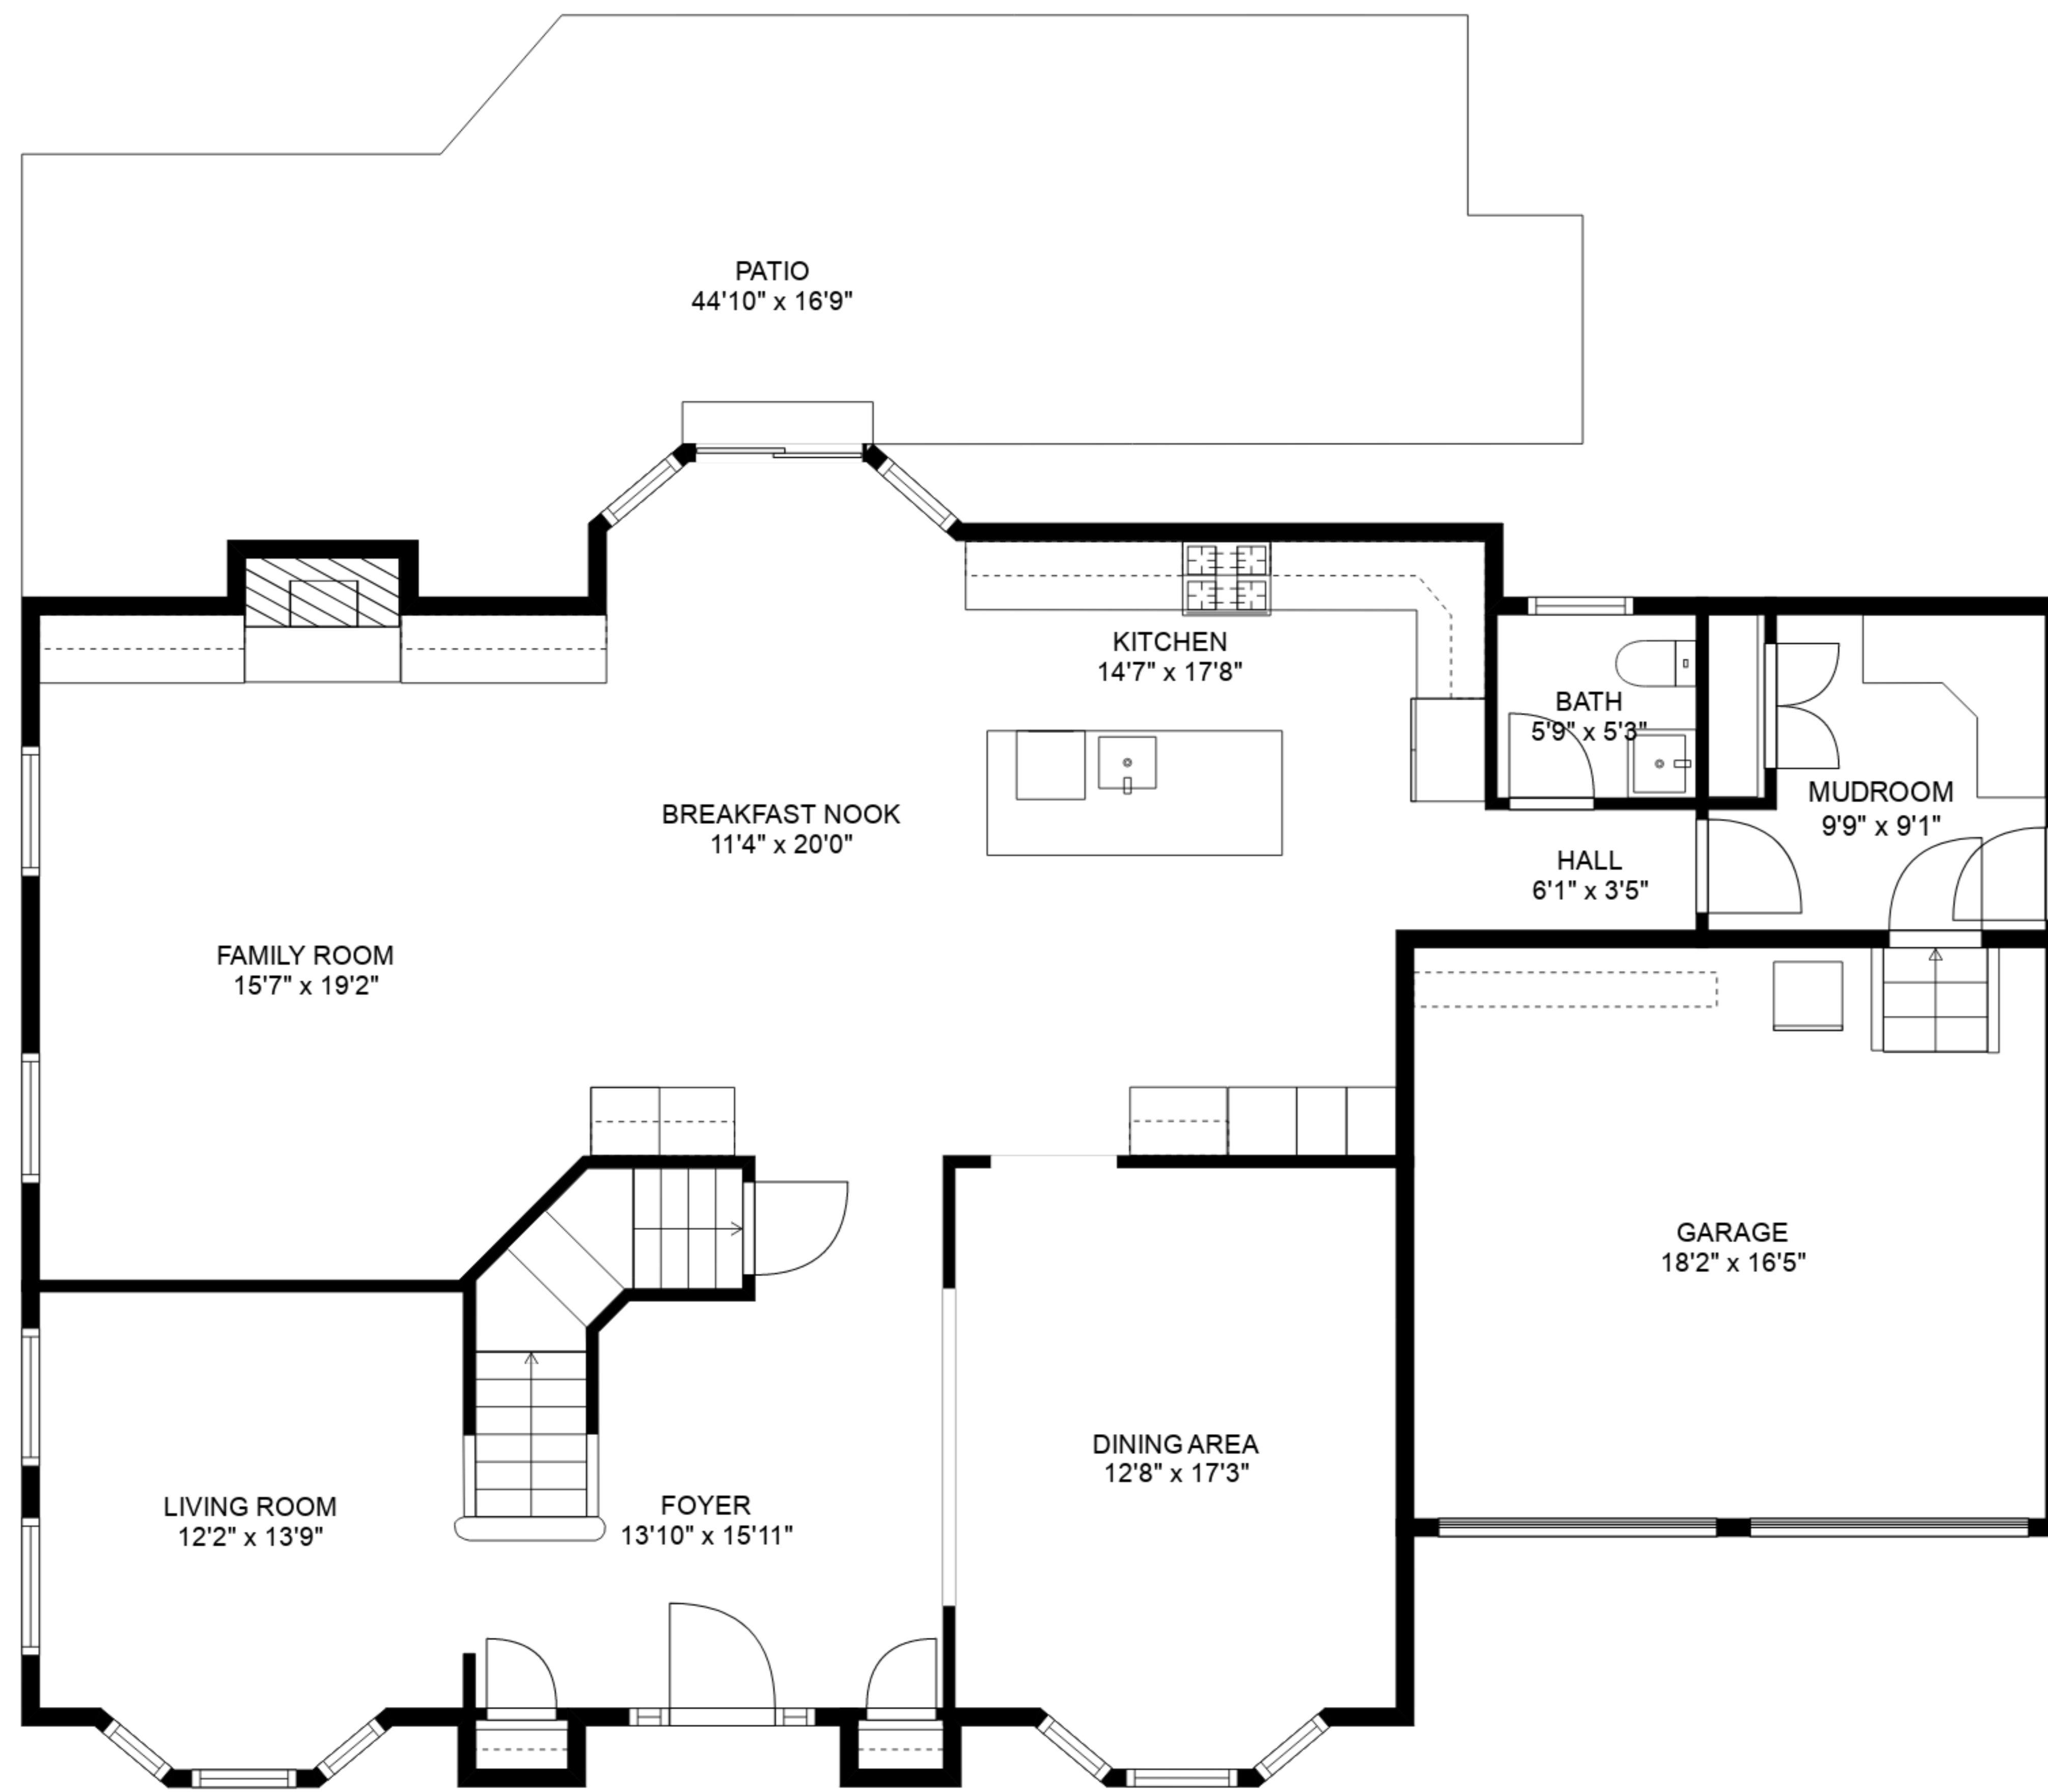 PATIO
44'10" x 16'9"
KITCHEN
14'7" x 17'8"
BATH
5'9" x 5'3"
MUDROOM
9'9" x 9'1"
BREAKFAST NOOK
11'4" x 20'0"
HALL
6'1" x 3'5"
FAMILY ROOM
15'7" x 19'2"
GARAGE
18'2" x 16'5"
DINING AREA
12'8" x 17'3"
LIVING ROOM
12'2" x 13'9"
FOYER
13'10" x 15'11"